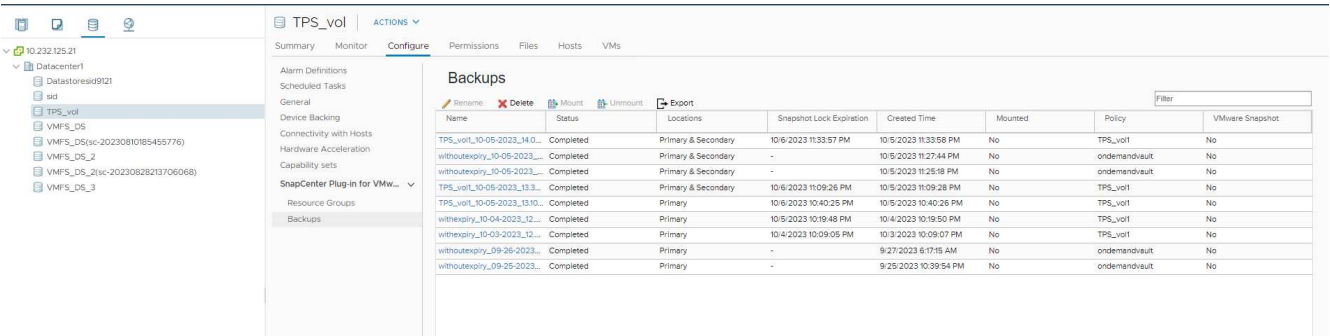 TPS_vol ACTIONS
Summary Monitor Configure Permissions Files Hosts VMs
10.232.125.21
Datacenter1
Datastoresid9121
sid
TPS_vol
VMFS_DS
VMFS_DS(sc-20230810185455776)
VMFS_DS_2
VMFS_DS_2(sc-20230828213706068)
VMFS_DS_3
Alarm Definitions
Scheduled Tasks
General
Device Backing
Connectivity with Hosts
Hardware Acceleration
Capability sets
SnapCenter Plug-in for VMw...
Resource Groups
Backups
Backups
Rename Delete Mount Unmount Export Filter
Name Status Locations Snapshot Lock Expiration Created Time Mounted Policy VMware Snapshot
TPS_vol1_10-05-2023_14.0... Completed Primary & Secondary 10/6/2023 11:33:57 PM 10/5/2023 11:33:58 PM No TPS_vol1 No
withoutexpiry_10-05-2023_... Completed Primary & Secondary - 10/5/2023 11:27:44 PM No ondemandvault No
withoutexpiry_10-05-2023_... Completed Primary & Secondary - 10/5/2023 11:25:18 PM No ondemandvault No
TPS_vol1_10-05-2023_13.3... Completed Primary & Secondary 10/6/2023 11:09:26 PM 10/5/2023 11:09:28 PM No TPS_vol1 No
TPS_vol1_10-05-2023_13.10... Completed Primary 10/6/2023 10:40:25 PM 10/5/2023 10:40:26 PM No TPS_vol1 No
withexpiry_10-04-2023_12.... Completed Primary 10/5/2023 10:19:48 PM 10/4/2023 10:19:50 PM No TPS_vol1 No
withexpiry_10-03-2023_12.... Completed Primary 10/4/2023 10:09:05 PM 10/3/2023 10:09:07 PM No TPS_vol1 No
withoutexpiry_09-26-2023... Completed Primary - 9/27/2023 6:17:15 AM No ondemandvault No
withoutexpiry_09-25-2023... Completed Primary - 9/25/2023 10:39:54 PM No ondemandvault No